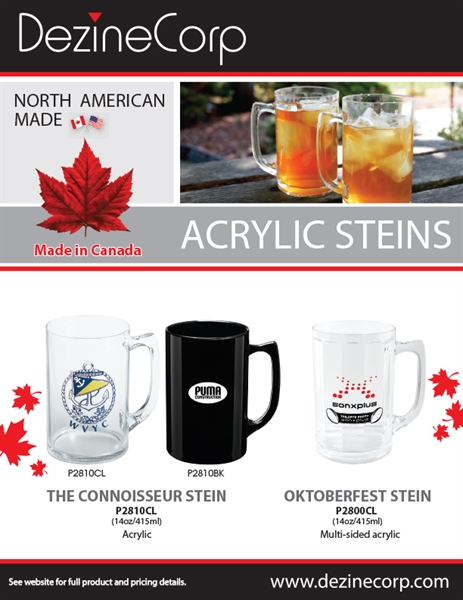 DezineCorp
NORTH AMERICAN
MADE
Made in Canada
ACRYLIC STEINS
WVYC
PUMA
CONSTRUCTION
sonxplus
sonxplus
P2810CL
P2810BK
THE CONNOISSEUR STEIN
P2810CL
(14oz/415ml)
Acrylic
OKTOBERFEST STEIN
P2800CL
(14oz/415ml)
Multi-sided acrylic
See website for full product and pricing details.
www.dezinecorp.com